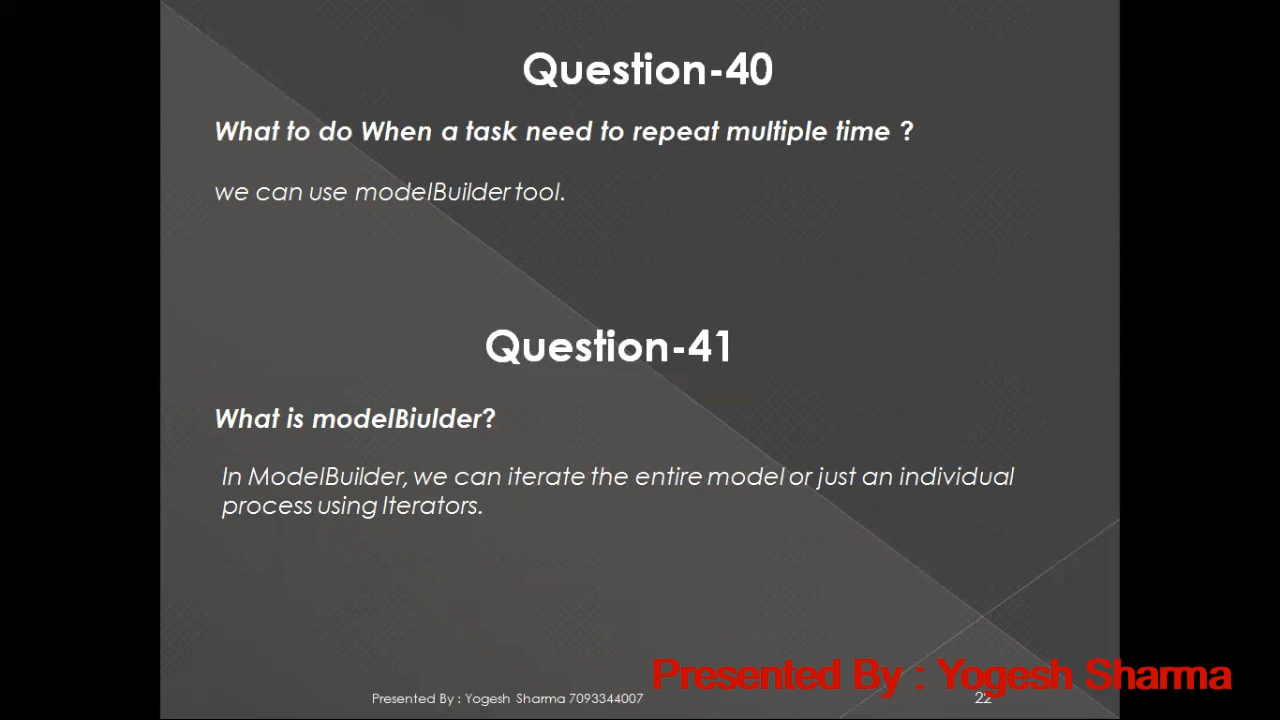 Question-40
What to do When a task need to repeat multiple time ?
we can use modelBuilder tool.
Question-41
What is modelBiulder?
In ModelBuilder, we can iterate the entire model or just an individual
process using Iterators.
Presented By : Yogesh Sharma
Presented By : Yogesh Sharma 7093344007
22